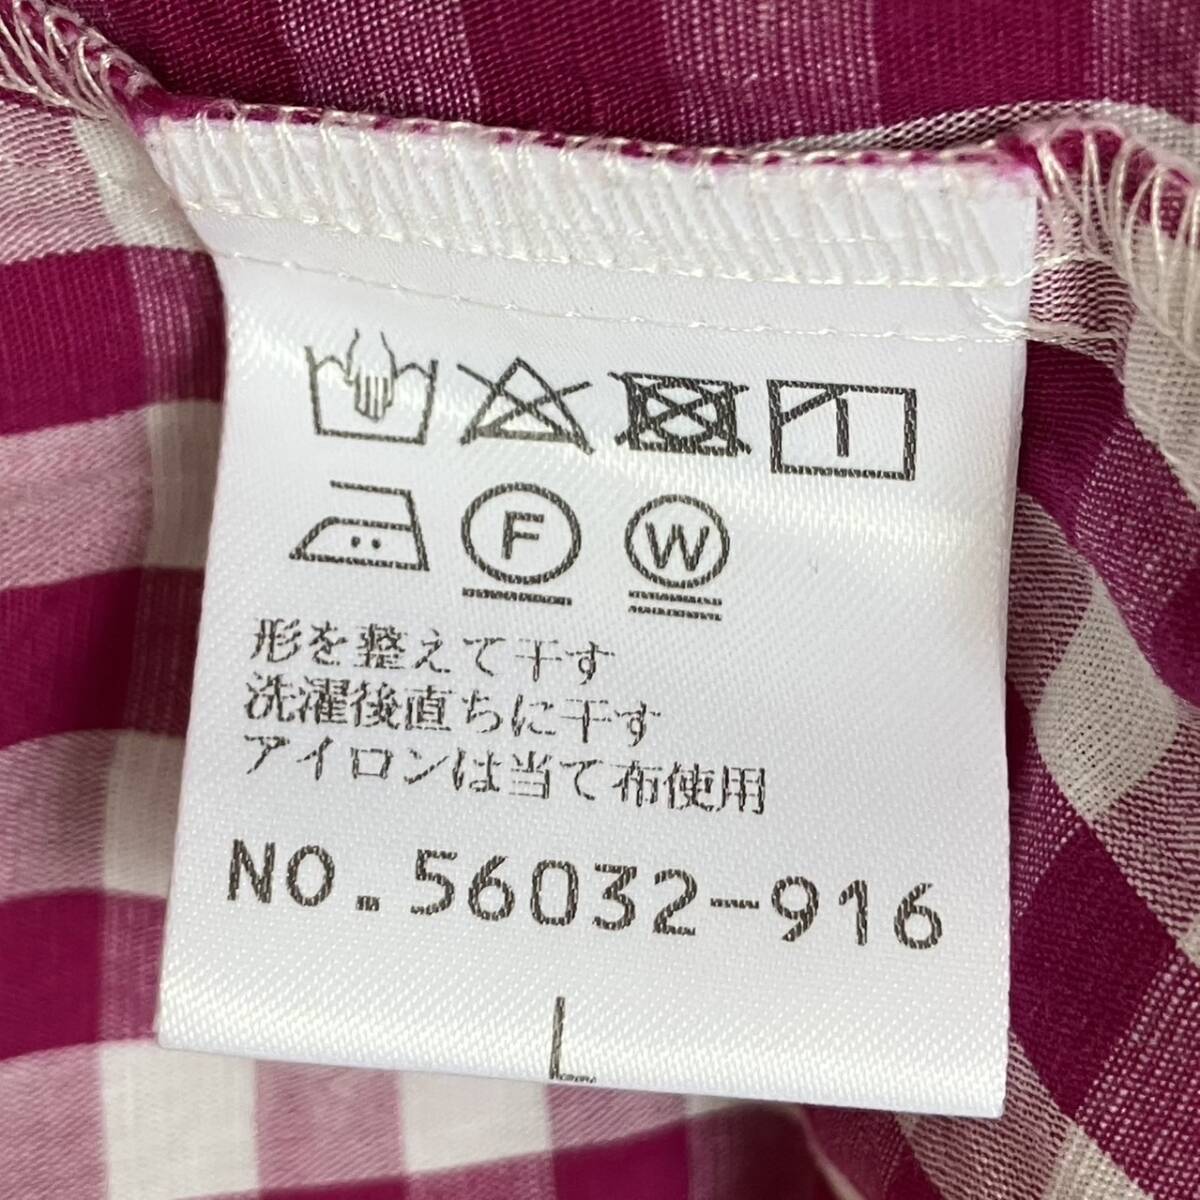 F W
形を整えて干す
洗濯後直ちに干す
アイロンは当て布使用
NO.56032-916
L